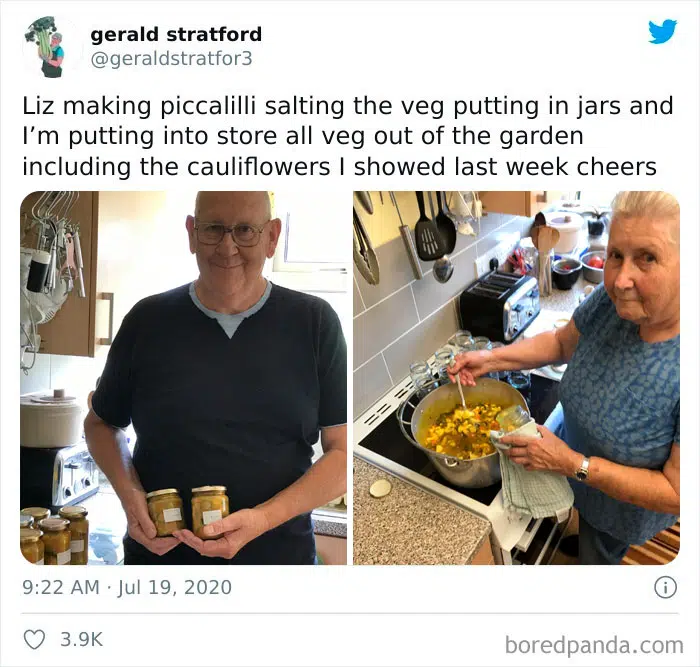 gerald stratford
@geraldstratfor3
Liz making piccalilli salting the veg putting in jars and
I’m putting into store all veg out of the garden
including the cauliflowers I showed last week cheers
9:22 AM · Jul 19, 2020
3.9K
boredpanda.com